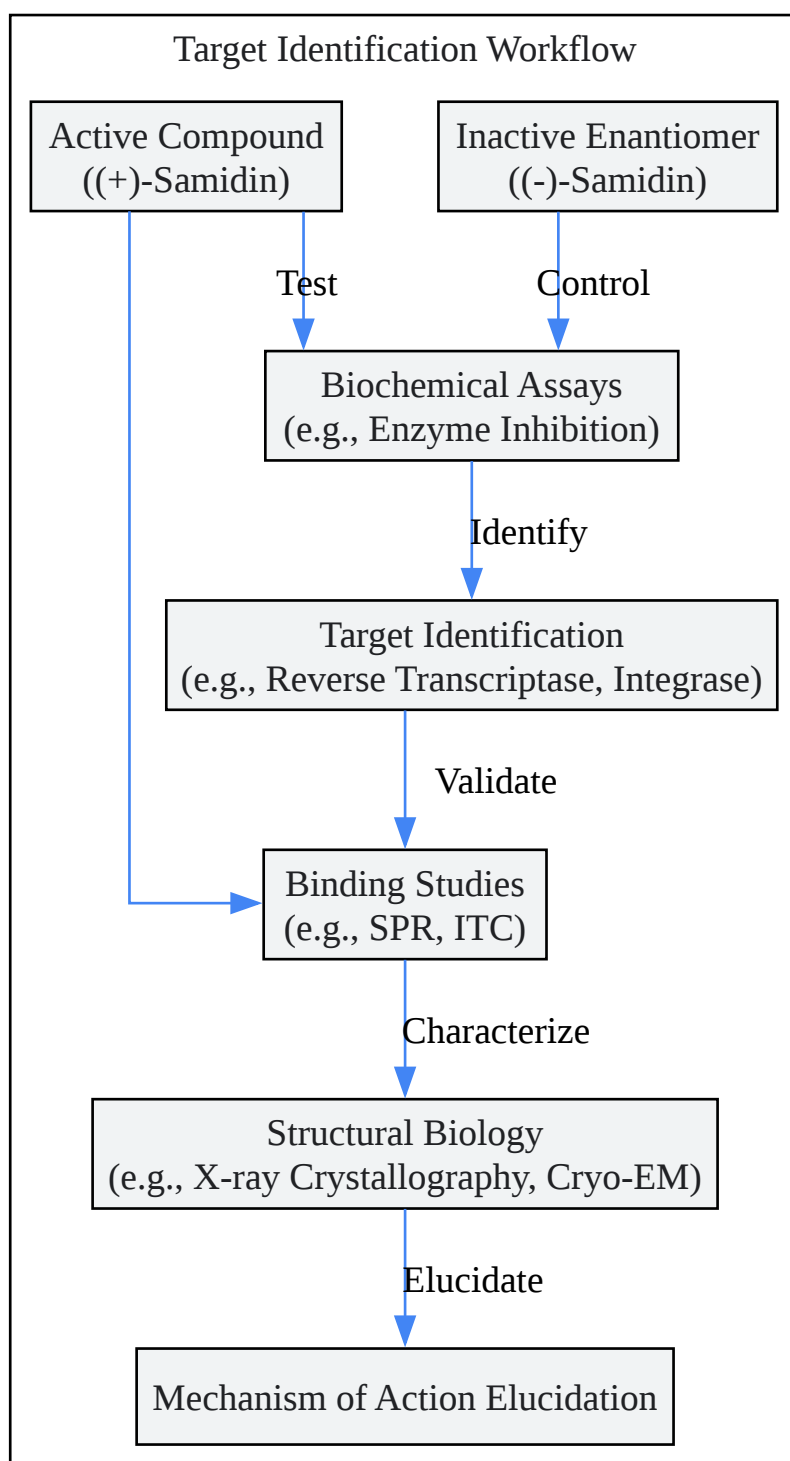 Target Identification Workflow
Active Compound
((+)-Samidin)
Inactive Enantiomer
((-)-Samidin)
Test
Control
Biochemical Assays
(e.g., Enzyme Inhibition)
Identify
Target Identification
(e.g., Reverse Transcriptase, Integrase)
Validate
Binding Studies
(e.g., SPR, ITC)
Characterize
Structural Biology
(e.g., X-ray Crystallography, Cryo-EM)
Elucidate
Mechanism of Action Elucidation